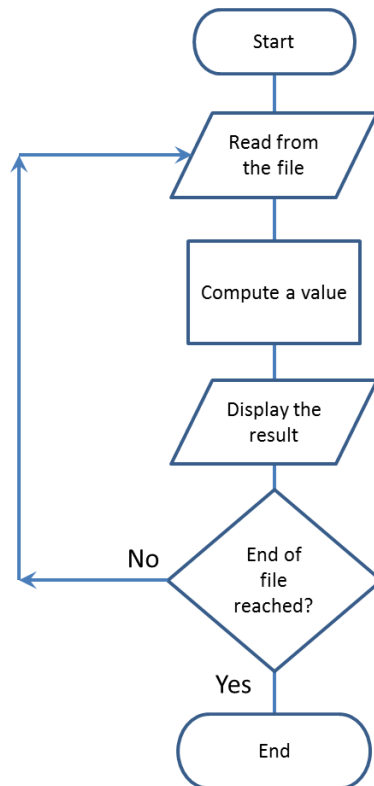 Start
Read from
the file
Compute a value
Display the
result
No
End of
file
reached?
Yes
End